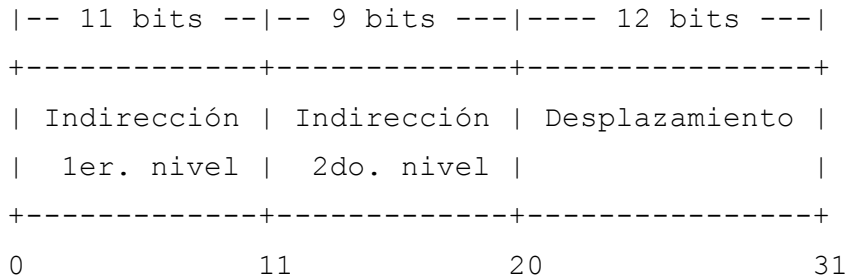 |-- 11 bits --|-- 9 bits ---|---- 12 bits ---|
+-------------+-------------+----------------+
| Indirección | Indirección | Desplazamiento |
|  1er. nivel |  2do. nivel |                |
+-------------+-------------+----------------+
0             11            20              31